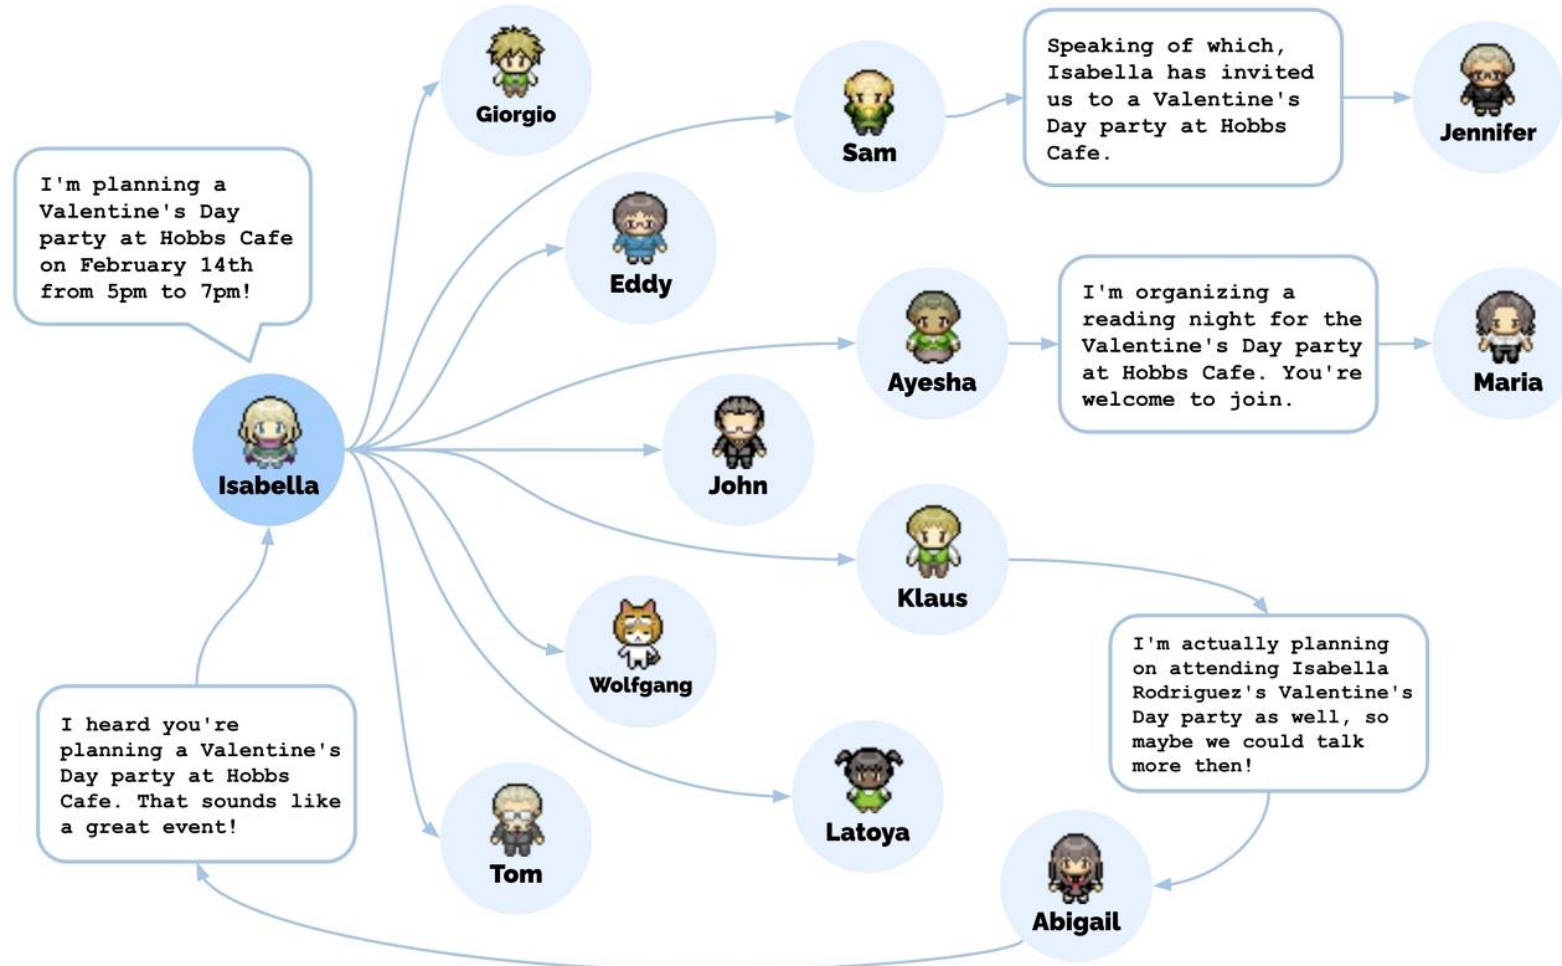 Giorgio
Sam
Speaking of which,
Isabella has invited
us to a Valentine's
Day party at Hobbs
Cafe.
Jennifer
I'm planning a
Valentine's Day
party at Hobbs Cafe
on February 14th
from 5pm to 7pm!
Eddy
Ayesha
I'm organizing a
reading night for the
Valentine's Day party
at Hobbs Cafe. You're
welcome to join.
Maria
Isabella
John
Klaus
Wolfgang
I'm actually planning
on attending Isabella
Rodriguez's Valentine's
Day party as well, so
maybe we could talk
more then!
I heard you're
planning a Valentine's
Day party at Hobbs
Cafe. That sounds like
a great event!
Tom
Latoya
Abigail